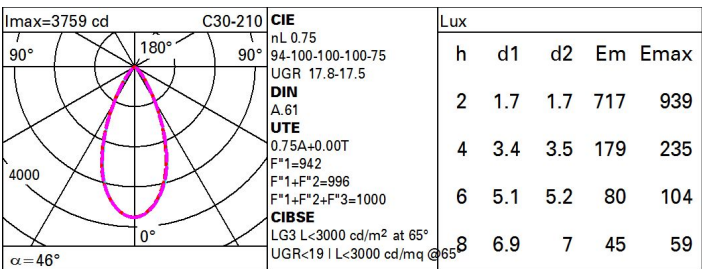 Imax=3759 cd C30-210
90° 180° 90°
4000
0°
α=46°
CIE
nL 0.75
94-100-100-100-75
UGR 17.8-17.5
DIN
A.61
UTE
0.75A+0.00T
F"1=942
F"1+F"2=996
F"1+F"2+F"3=1000
CIBSE
LG3 L<3000 cd/m² at 65°
UGR<19 | L<3000 cd/mq @65°
Lux
h d1 d2 Em Emax
2 1.7 1.7 717 939
4 3.4 3.5 179 235
6 5.1 5.2 80 104
8 6.9 7 45 59